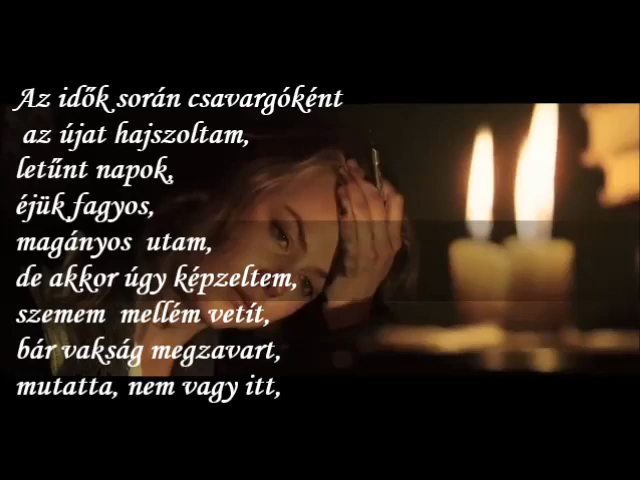 Az idők során csavargóként
az újat hajszoltam,
letűnt napok,
éjük fagyos,
magányos utam,
de akkor úgy képzeltem,
szemem mellém vetít,
bár vakság megzavart,
mutatta, nem vagy itt,